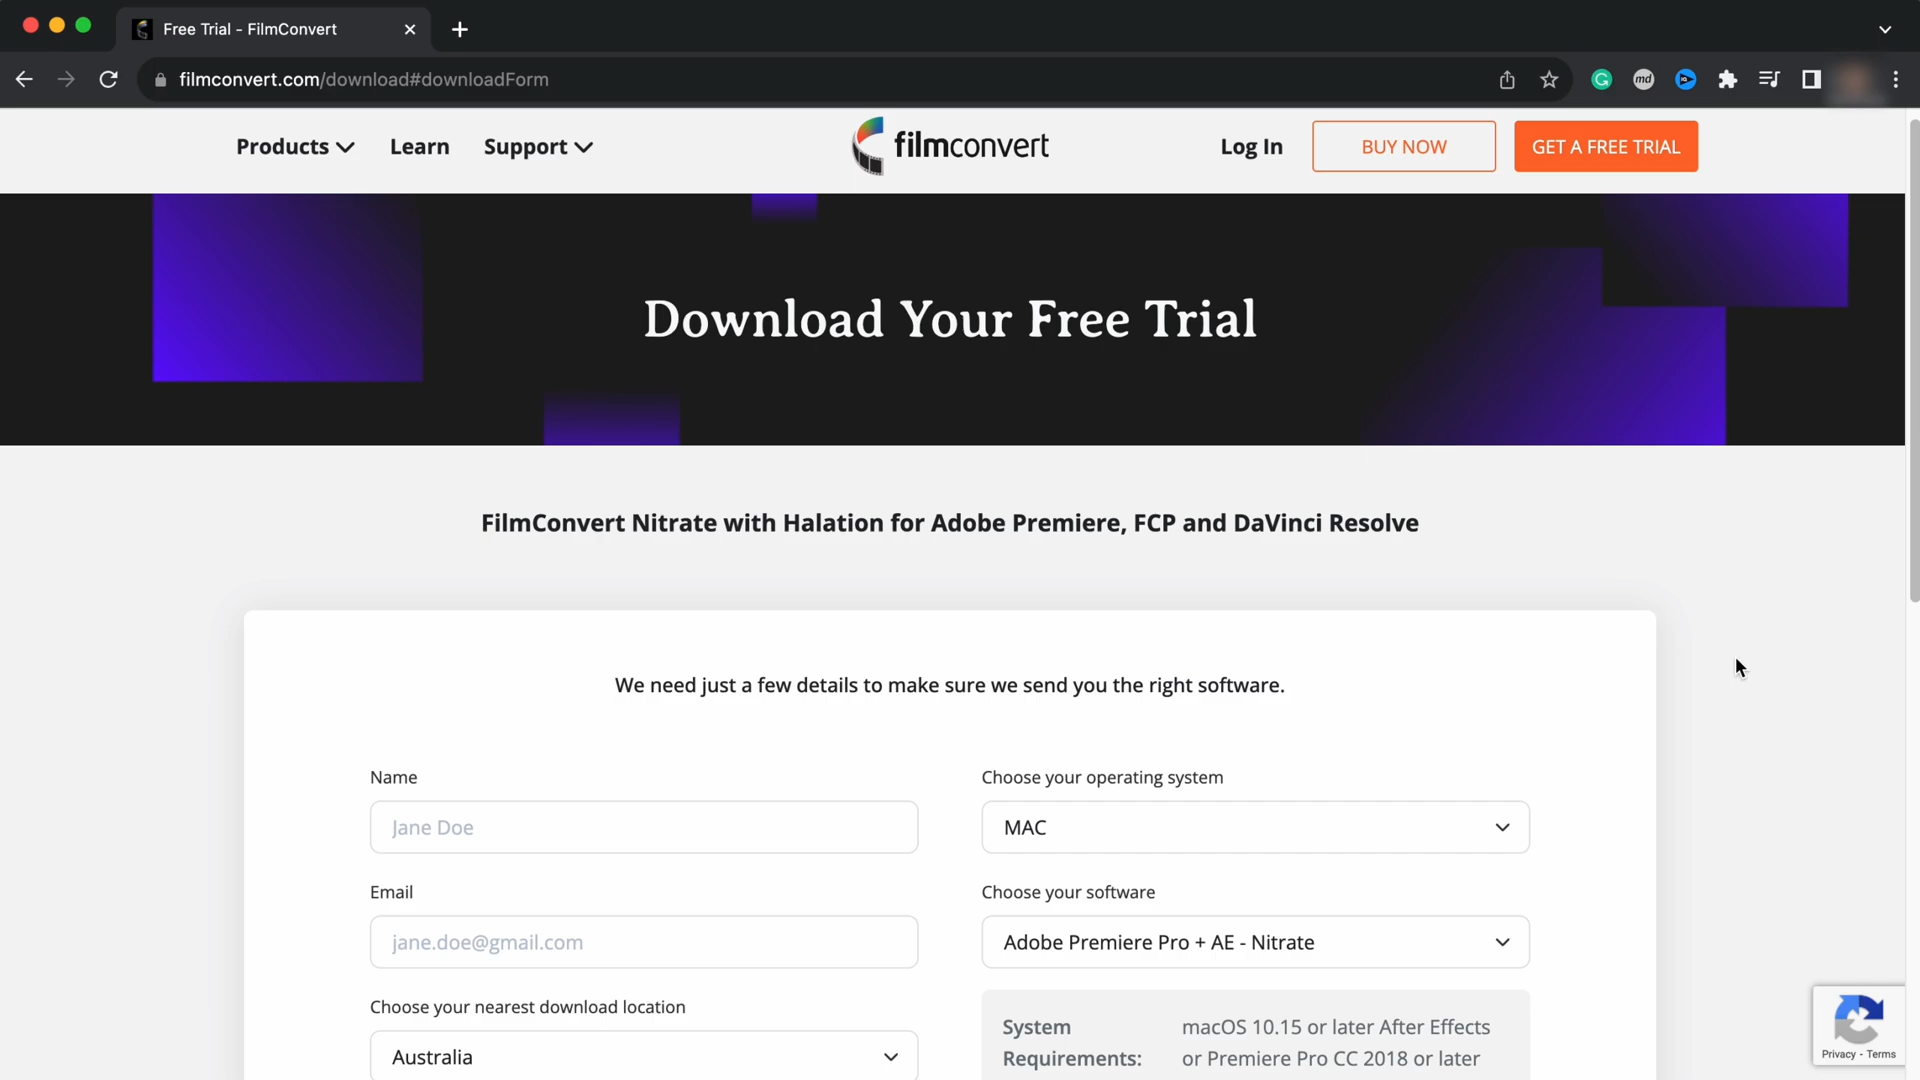 Free Trial - FilmConvert
filmconvert.com/download#downloadForm
md
Products
Learn
Support
filmconvert
Log In
BUY NOW
GET A FREE TRIAL
Download Your Free Trial
FilmConvert Nitrate with Halation for Adobe Premiere, FCP and DaVinci Resolve
We need just a few details to make sure we send you the right software.
Name
Jane Doe
Email
jane.doe@gmail.com
Choose your nearest download location
Australia
Choose your operating system
MAC
Choose your software
Adobe Premiere Pro + AE - Nitrate
System
Requirements:
macOS 10.15 or later After Effects
or Premiere Pro CC 2018 or later
Privacy - Terms